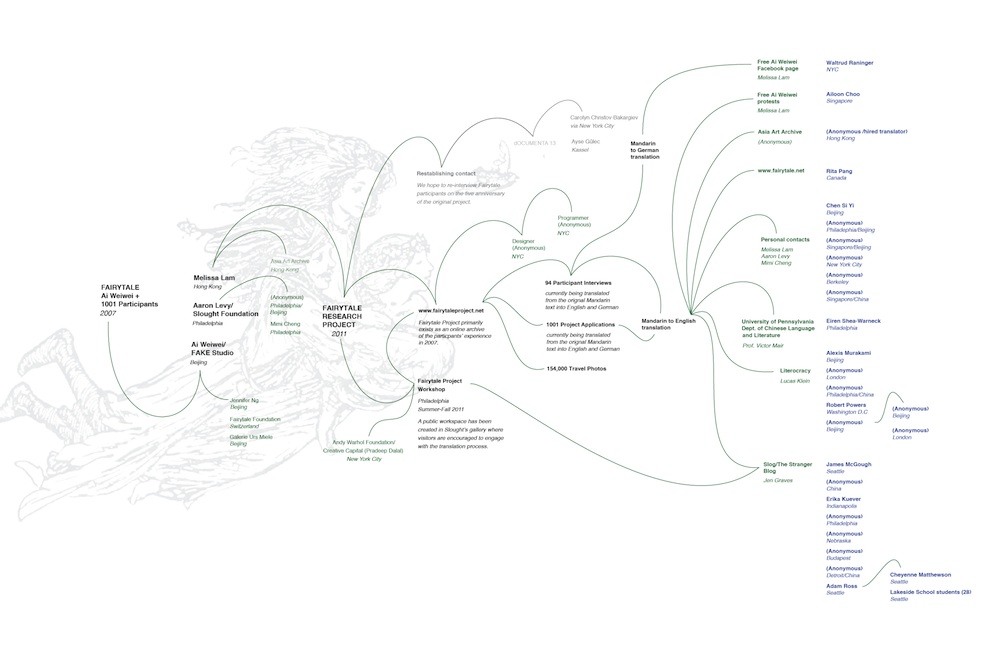 FAIRYTALE
Ai Weiwei +
1001 Participants
2007
Melissa Lam
Hong Kong
Aaron Levy/
Slought Foundation
Philadelphia
Ai Weiwei/
FAKE Studio
Beijing
Asia Art Archive
Hong Kong
(Anonymous)
Philadelphia/
Beijing
Mimi Cheng
Philadelphia
Jennifer Ng
Beijing
Fairytale Foundation
Switzerland
Galerie Urs Meile
Beijing
FAIRYTALE
RESEARCH
PROJECT
2011
Andy Warhol Foundation/
Creative Capital (Pradeep Dalal)
New York City
Restablishing contact
We hope to re-interview Fairytale
participants on the five anniversary
of the original project.
dOCUMENTA 13
Carolyn Christov-Bakargiev
via New York City
Ayse Güleç
Kassel
Designer
(Anonymous)
NYC
Programmer
(Anonymous)
NYC
www.fairytaleproject.net
Fairytale Project primarily
exists as an online archive
of the participants' experience
in 2007.
Fairytale Project
Workshop
Philadelphia
Summer-Fall 2011
A public workspace has been
created in Slought's gallery where
visitors are encouraged to engage
with the translation process.
94 Participant Interviews
currently being translated
from the orignal Mandarin
text into English and German
1001 Project Applications
currently being translated
from the orignal Mandarin
text into English and German
154,000 Travel Photos
Mandarin
to German
translation
Mandarin to English
translation
Free Ai Weiwei
Facebook page
Melissa Lam
Free Ai Weiwei
protests
Melissa Lam
Asia Art Archive
(Anonymous)
www.fairytale.net
Personal contacts
Melissa Lam
Aaron Levy
Mimi Cheng
University of Pennsylvania
Dept. of Chinese Language
and Literature
Prof. Victor Mair
Literocracy
Lucas Klein
Slog/The Stranger
Blog
Jen Graves
Waltrud Raninger
NYC
Ailoon Choo
Singapore
(Anonymous /hired translator)
Hong Kong
Rita Pang
Canada
Chen Si Yi
Beijing
(Anonymous)
Philadelphia/Beijing
(Anonymous)
Singapore/Beijing
(Anonymous)
New York City
(Anonymous)
Berkeley
(Anonymous)
Singapore/China
Eiren Shea-Warneck
Philadelphia
Alexis Murakami
Beijing
(Anonymous)
London
(Anonymous)
Philadelphia/China
Robert Powers
Washington D.C
(Anonymous)
Beijing
(Anonymous)
Beijing
(Anonymous)
London
James McGough
Seattle
(Anonymous)
China
Erika Kuever
Indianapolis
(Anonymous)
Philadelphia
(Anonymous)
Nebraska
(Anonymous)
Budapest
(Anonymous)
Detroit/China
Adam Ross
Seattle
Cheyenne Matthewson
Seattle
Lakeside School students (28)
Seattle